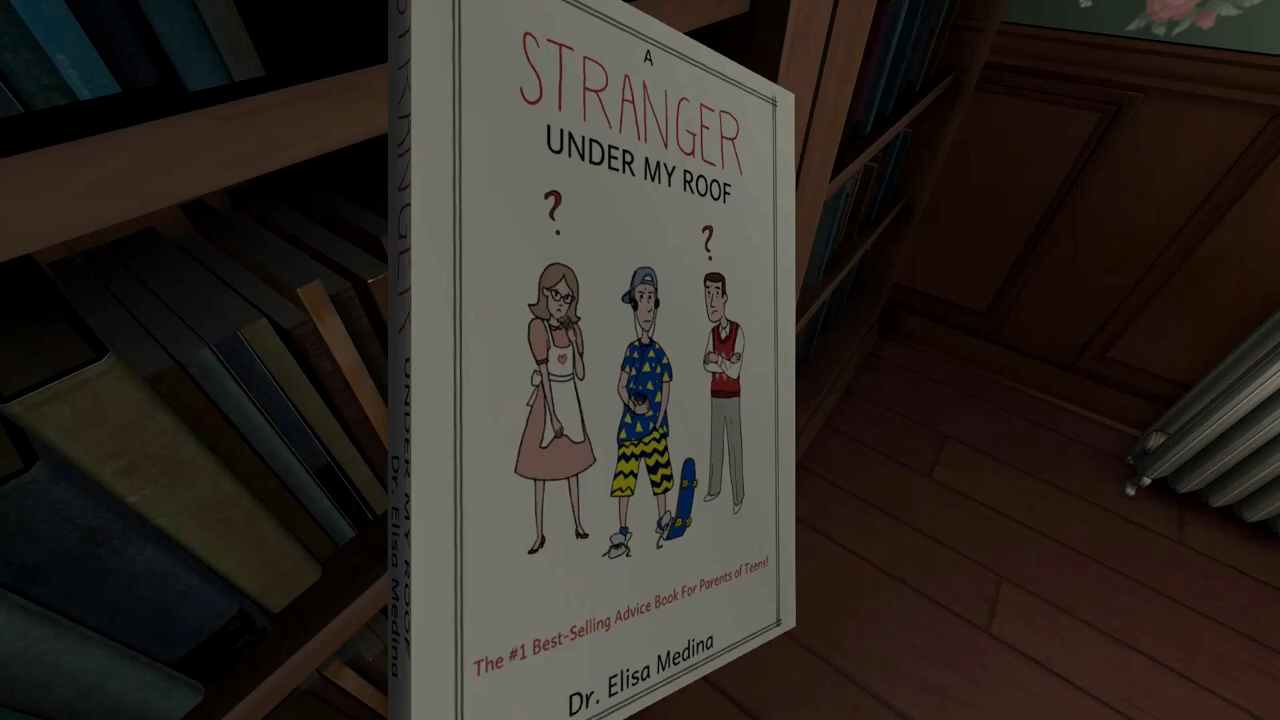 A
STRANGER
UNDER MY ROOF
?
?
The #1 Best-Selling Advice Book For Parents of Teens!
Dr. Elisa Medina
STRANGER UNDER MY ROOF Dr. Elisa Medina